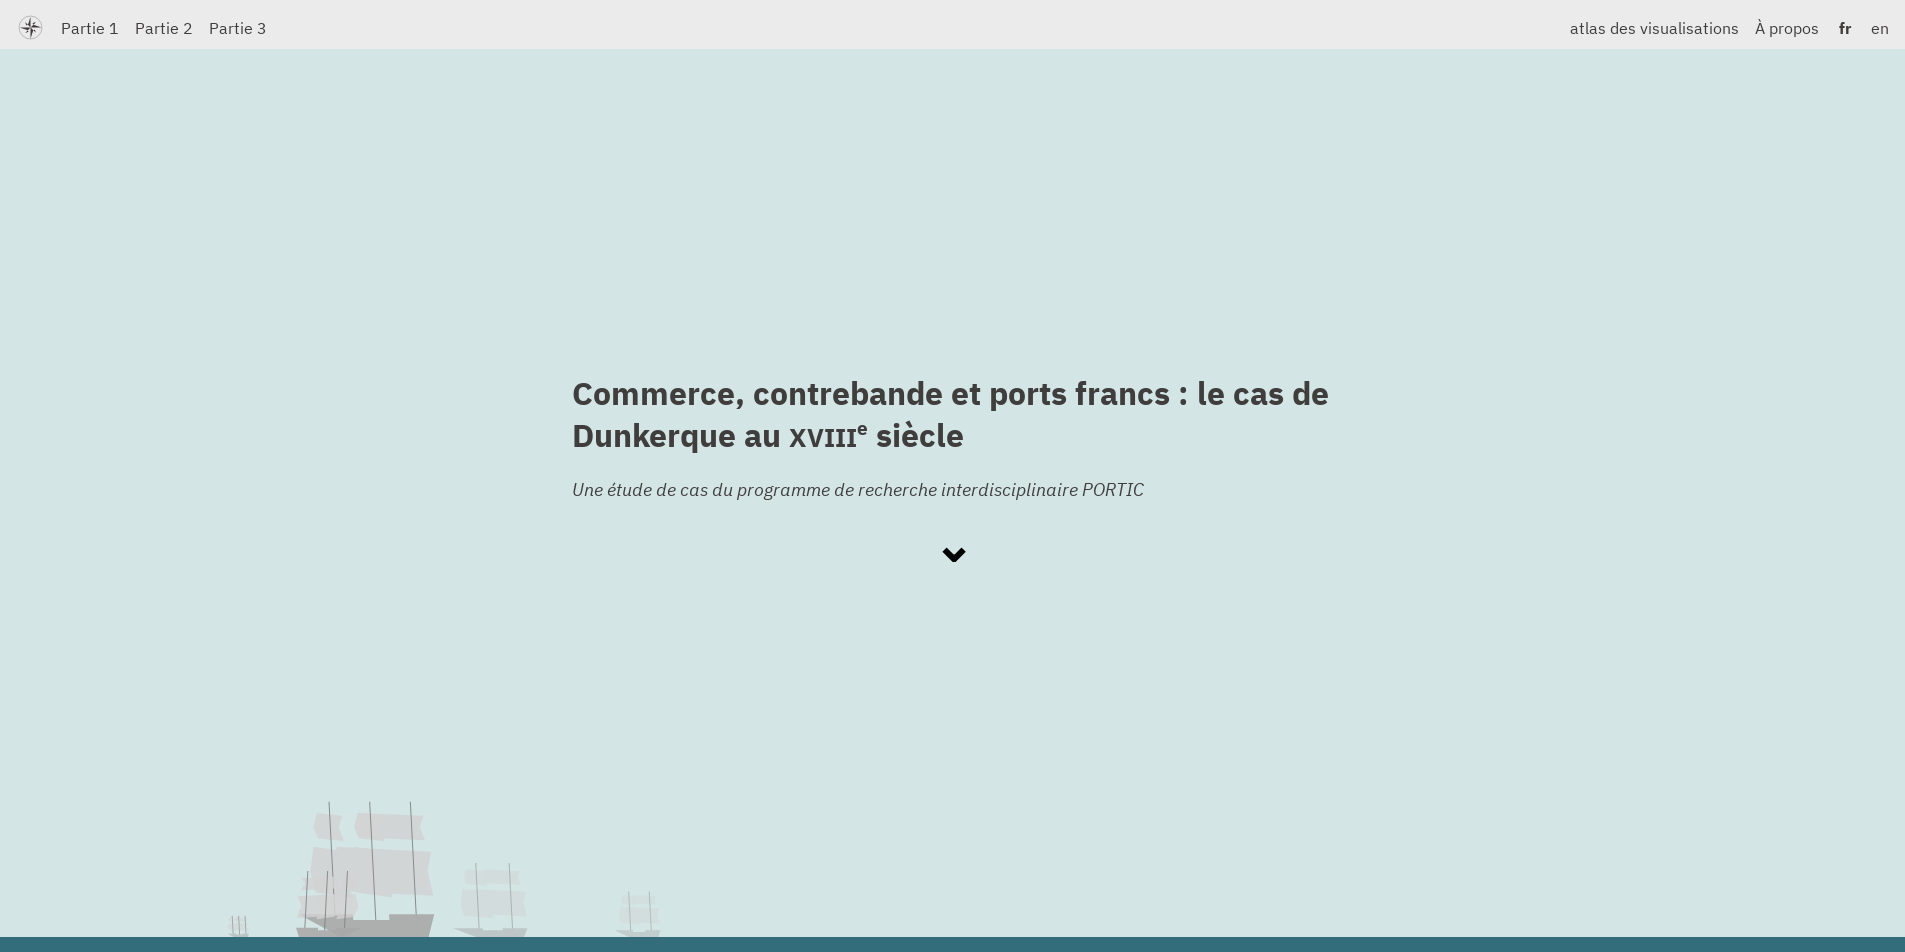 Partie 1 Partie 2 Partie 3 atlas des visualisations À propos fr en
Commerce, contrebande et ports francs : le cas de
Dunkerque au XVIIIe siècle
Une étude de cas du programme de recherche interdisciplinaire PORTIC